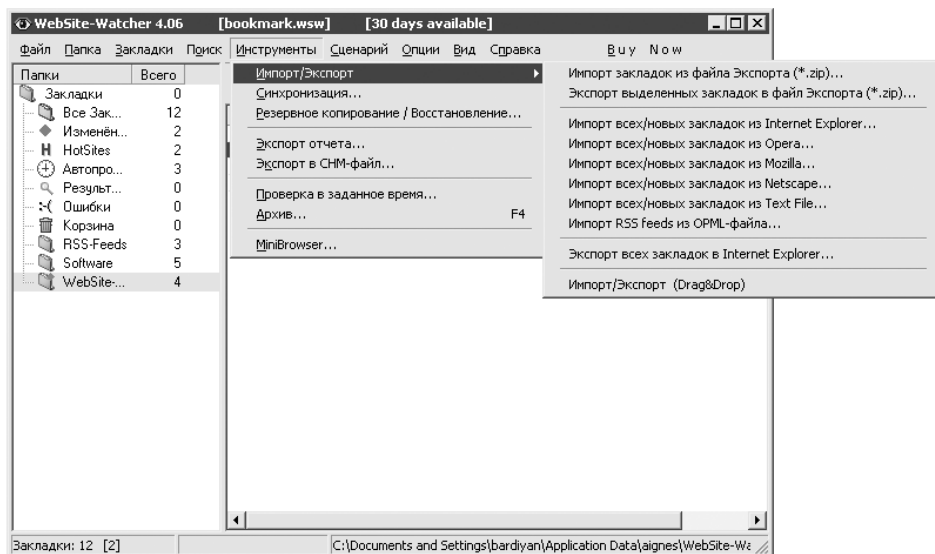 WebSite-Watcher 4.06 [bookmark.wsw] [30 days available]
Файл Папка Закладки Поиск Инструменты Сценарий Опции Вид Справка Buy Now
Папки Всего
Закладки 0
Все Зак... 12
Изменён... 2
H HotSites 2
Автопро... 3
Результ... 0
:-( Ошибки 0
Корзина 0
RSS-Feeds 3
Software 5
WebSite-... 4
Импорт/Экспорт
Синхронизация...
Резервное копирование / Восстановление...
Экспорт отчета...
Экспорт в CHM-файл...
Проверка в заданное время...
Архив... F4
MiniBrowser...
Импорт закладок из файла Экспорта (*.zip)...
Экспорт выделенных закладок в файл Экспорта (*.zip)...
Импорт всех/новых закладок из Internet Explorer...
Импорт всех/новых закладок из Opera...
Импорт всех/новых закладок из Mozilla...
Импорт всех/новых закладок из Netscape...
Импорт всех/новых закладок из Text File...
Импорт RSS feeds из OPML-файла...
Экспорт всех закладок в Internet Explorer...
Импорт/Экспорт (Drag&Drop)
Закладки: 12 [2] C:\Documents and Settings\bardiyan\Application Data\aignes\WebSite-Wa